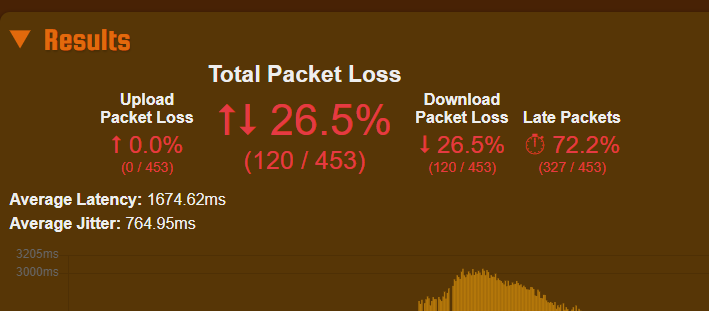 ▼ Results
Total Packet Loss
Upload
Packet Loss
↑ 0.0%
(0 / 453)
↑↓ 26.5%
(120 / 453)
Download
Packet Loss
↓ 26.5%
(120 / 453)
Late Packets
⏱ 72.2%
(327 / 453)
Average Latency: 1674.62ms
Average Jitter: 764.95ms
3205ms
3000ms